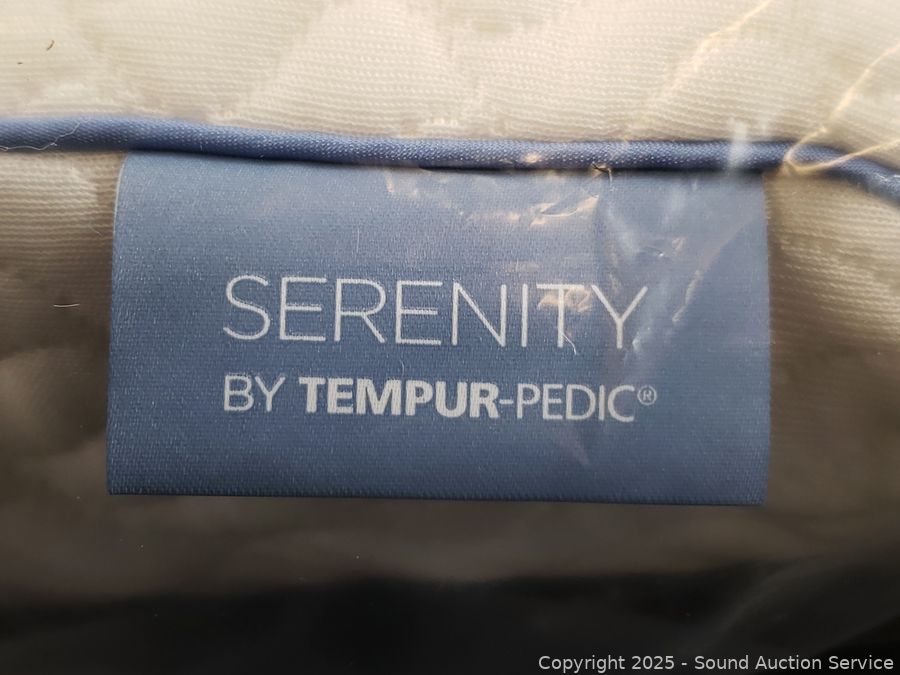 SERENITY
BY TEMPUR-PEDIC®
Copyright 2025 - Sound Auction Service